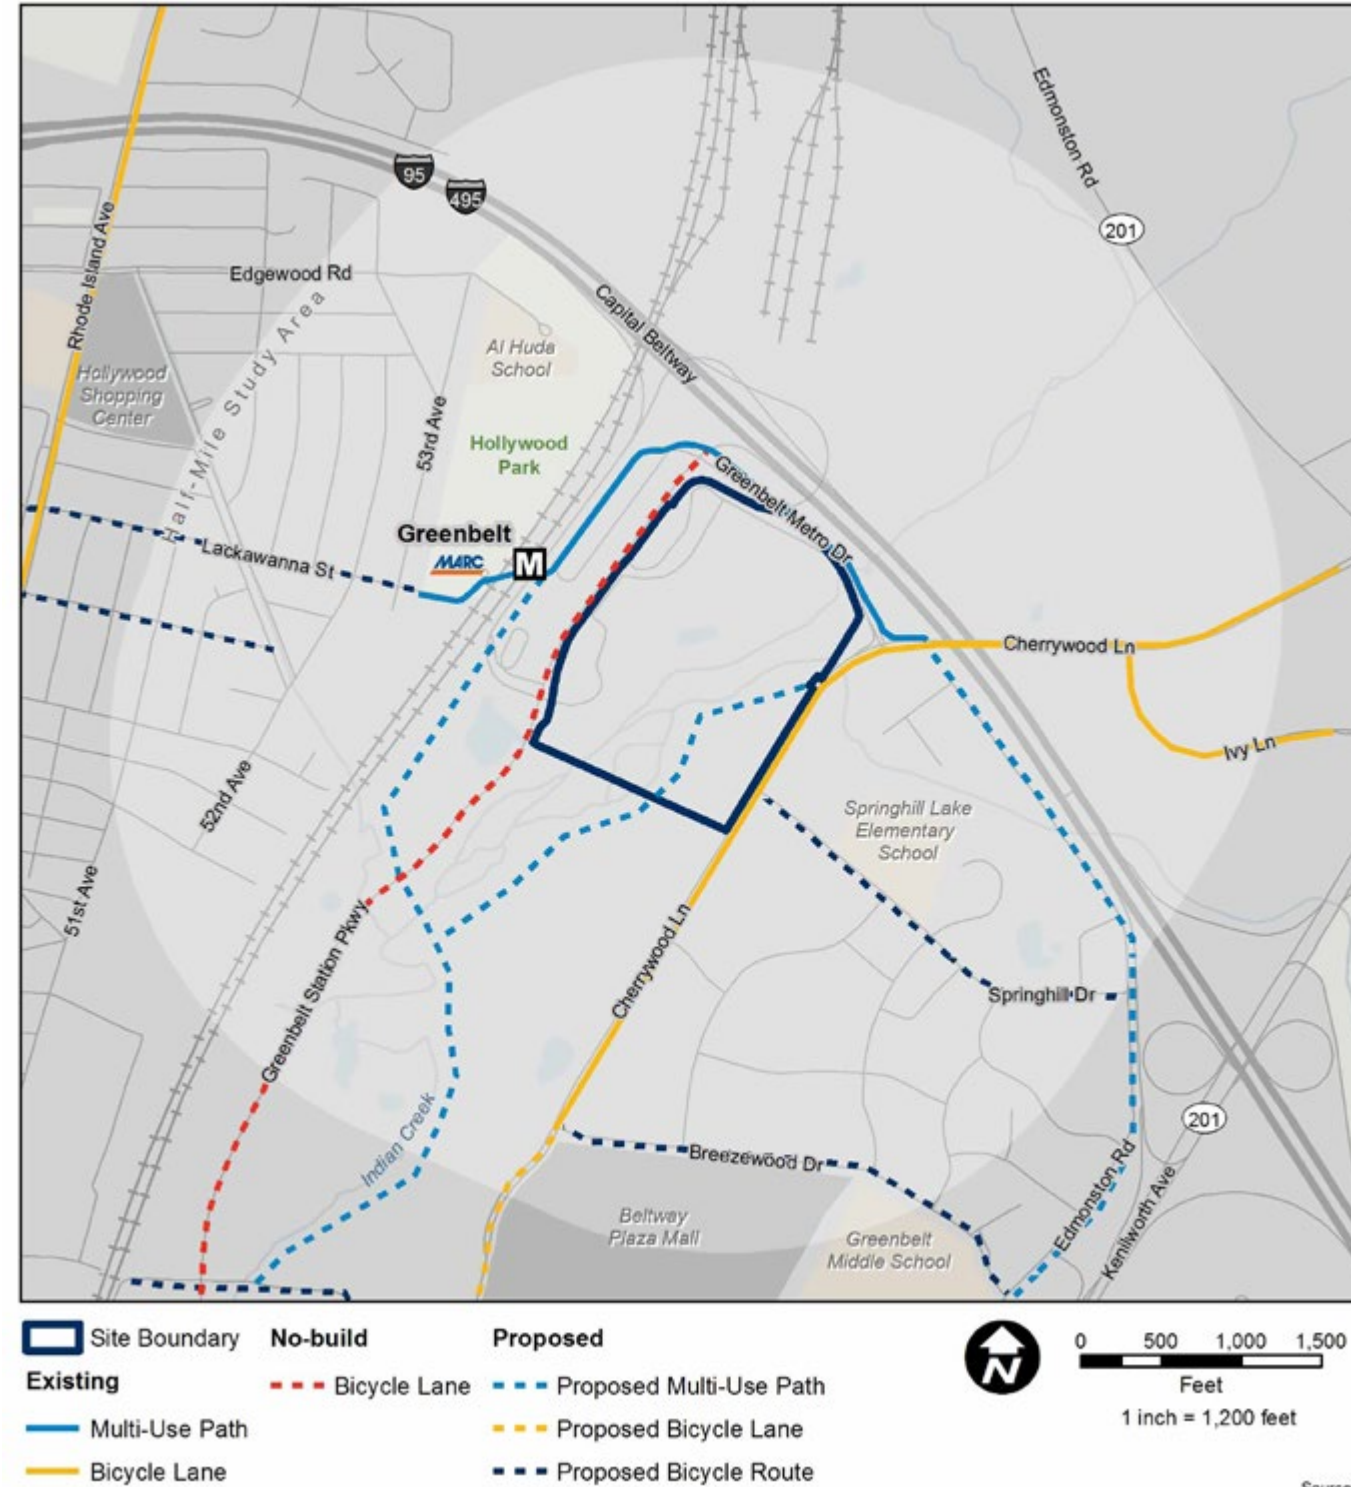 Edmonston Rd
95
495
201
Rhode Island Ave
Edgewood Rd
Capital Beltway
Al Huda
School
Hollywood
Shopping
Center
Half-Mile Study Area
53rd Ave
Hollywood
Park
Greenbelt Metro Dr
Greenbelt
MARC
M
Lackawanna St
Cherrywood Ln
Ivy Ln
52nd Ave
Springhill Lake
Elementary
School
51st Ave
Greenbelt Station Pkwy
Cherrywood Ln
Springhill Dr
Indian Creek
201
Breezewood Dr
Edmonston Rd
Kenilworth Ave
Beltway
Plaza Mall
Greenbelt
Middle School
Site Boundary
Existing
Multi-Use Path
Bicycle Lane
No-build
Bicycle Lane
Proposed
Proposed Multi-Use Path
Proposed Bicycle Lane
Proposed Bicycle Route
N
0 500 1,000 1,500
Feet
1 inch = 1,200 feet